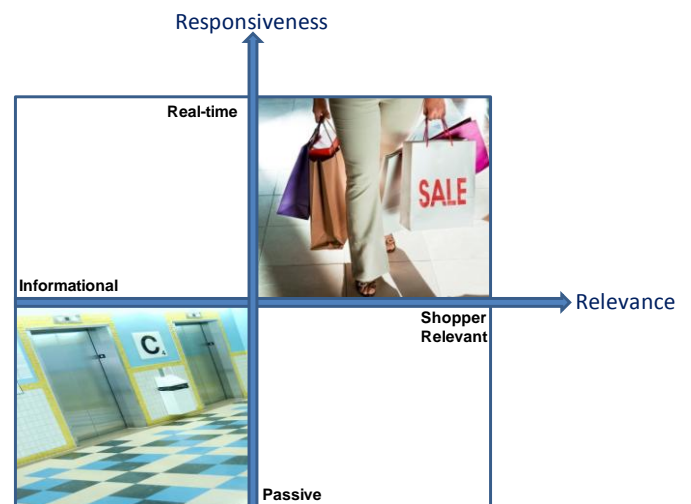 Responsiveness
Real-time
SALE
Informational
Relevance
Shopper
Relevant
C
Passive